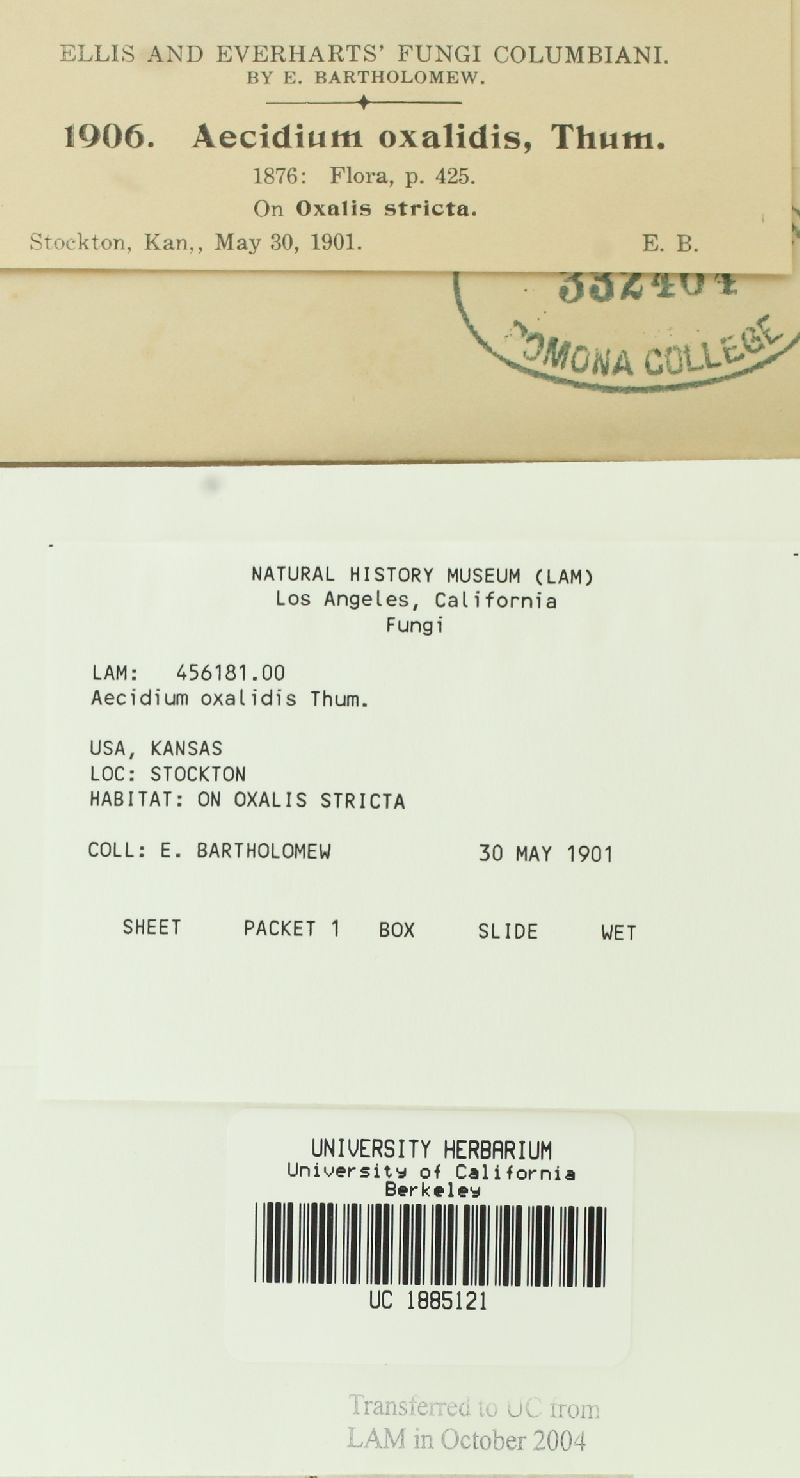 ELLIS AND EVERHARTS' FUNGI COLUMBIANI.
BY E. BARTHOLOMEW.
1906. Aecidium oxalidis, Thum.
1876: Flora, p. 425.
On Oxalis stricta.
Stockton, Kan,, May 30, 1901. E. B.
332404
POMONA COLLEGE
NATURAL HISTORY MUSEUM (LAM)
Los Angeles, California
Fungi
LAM: 456181.00
Aecidium oxalidis Thum.
USA, KANSAS
LOC: STOCKTON
HABITAT: ON OXALIS STRICTA
COLL: E. BARTHOLOMEW 30 MAY 1901
SHEET PACKET 1 BOX SLIDE WET
UNIVERSITY HERBARIUM
University of California
Berkeley
UC 1885121
Transferred to UC from
LAM in October 2004